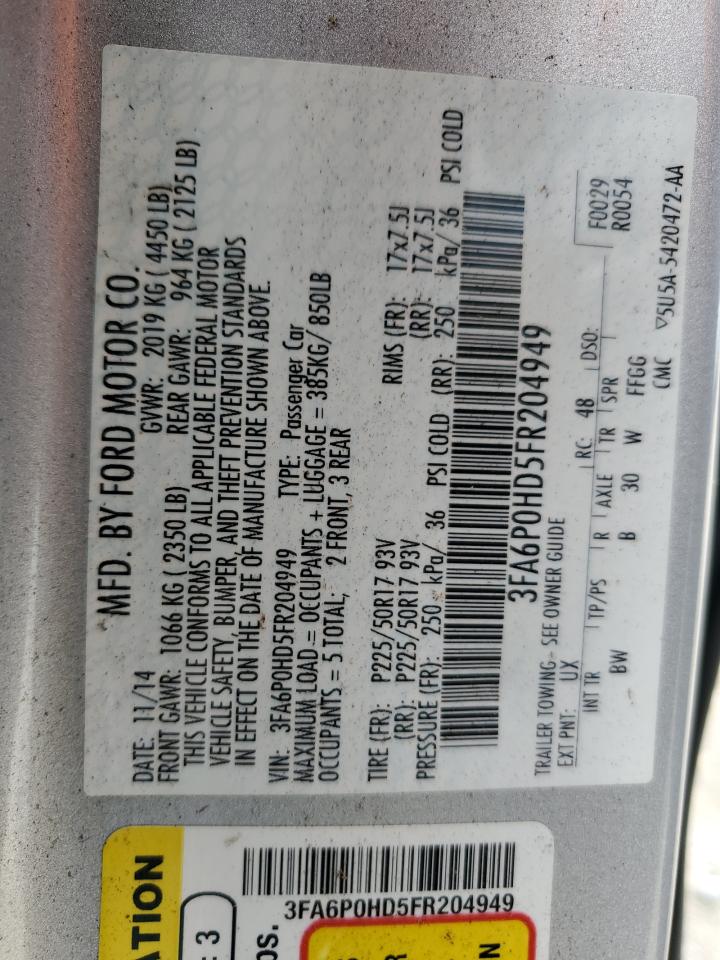 MFD. BY FORD MOTOR CO.
DATE: 11/14 GVWR: 2019 KG ( 4450 LB)
FRONT GAWR: 1066 KG ( 2350 LB) REAR GAWR: 964 KG ( 2125 LB)
THIS VEHICLE CONFORMS TO ALL APPLICABLE FEDERAL MOTOR
VEHICLE SAFETY, BUMPER, AND THEFT PREVENTION STANDARDS
IN EFFECT ON THE DATE OF MANUFACTURE SHOWN ABOVE.
VIN: 3FA6P0HD5FR204949 TYPE: Passenger Car
MAXIMUM LOAD = OCCUPANTS + LUGGAGE = 385KG/ 850LB
OCCUPANTS = 5 TOTAL; 2 FRONT, 3 REAR
TIRE (FR): P225/50R17 93V RIMS (FR): 17x7.5J
(RR): P225/50R17 93V (RR): 17x7.5J
PRESSURE (FR): 250 kPa/ 36 PSI COLD (RR): 250 kPa/ 36 PSI COLD
3FA6P0HD5FR204949
TRAILER TOWING- SEE OWNER GUIDE
F0029
R0054
EXT PNT: UX RC: 48 DSO:
INT TR TP/PS R AXLE TR SPR
BW B 30 W FFGG
CMC ▽5U5A-5420472-AA
ATION
: 3
OS.
3FA6P0HD5FR204949
R
N